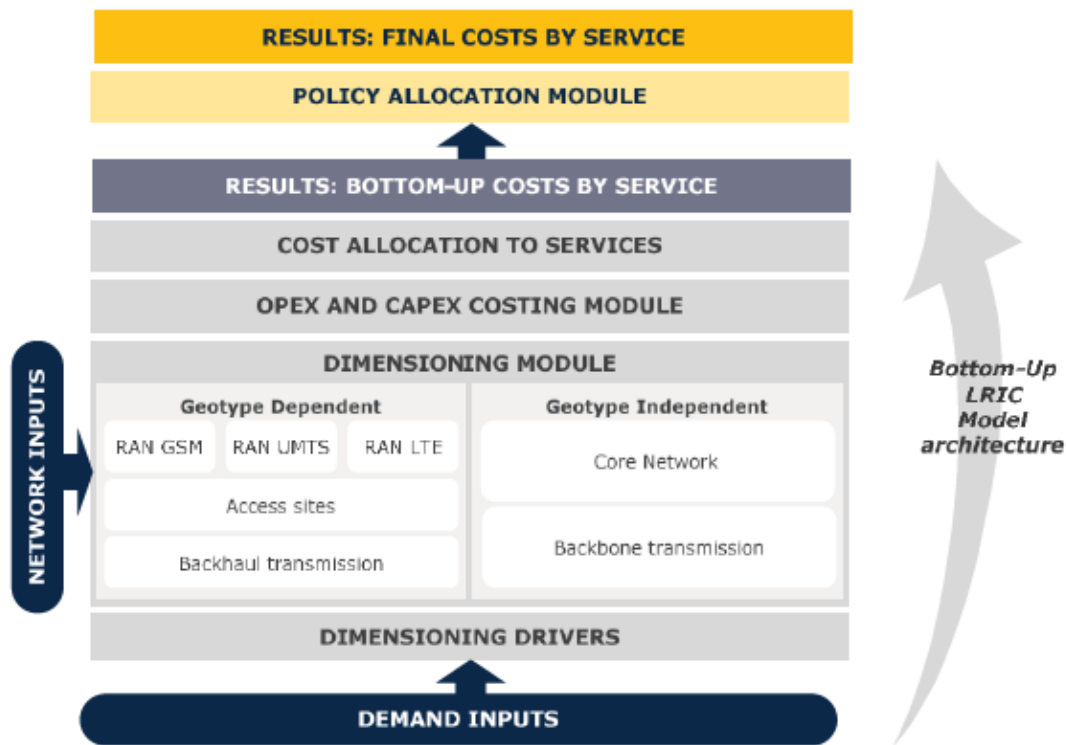 RESULTS: FINAL COSTS BY SERVICE
POLICY ALLOCATION MODULE
RESULTS: BOTTOM-UP COSTS BY SERVICE
COST ALLOCATION TO SERVICES
OPEX AND CAPEX COSTING MODULE
DIMENSIONING MODULE
Geotype Dependent
Geotype Independent
RAN GSM
RAN UMTS
RAN LTE
Core Network
Access sites
Backhaul transmission
Backbone transmission
DIMENSIONING DRIVERS
DEMAND INPUTS
NETWORK INPUTS
Bottom-Up
LRIC
Model
architecture